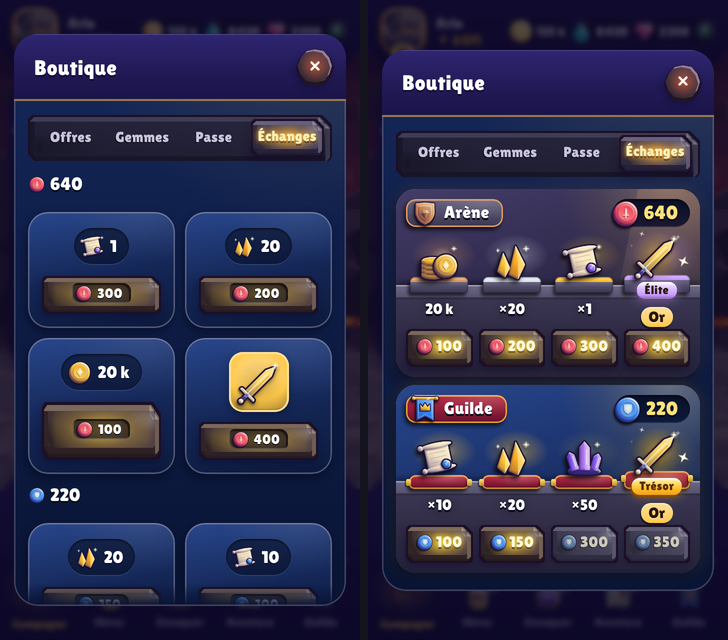 Boutique
Offres Gemmes Passe Échanges
640
1
20
300
200
20 k
100
400
220
20
10
Boutique
Offres Gemmes Passe Échanges
Arène 640
Élite
20 k ×20 ×1 Or
100 200 300 400
Guilde 220
Trésor
×10 ×20 ×50 Or
100 150 300 350